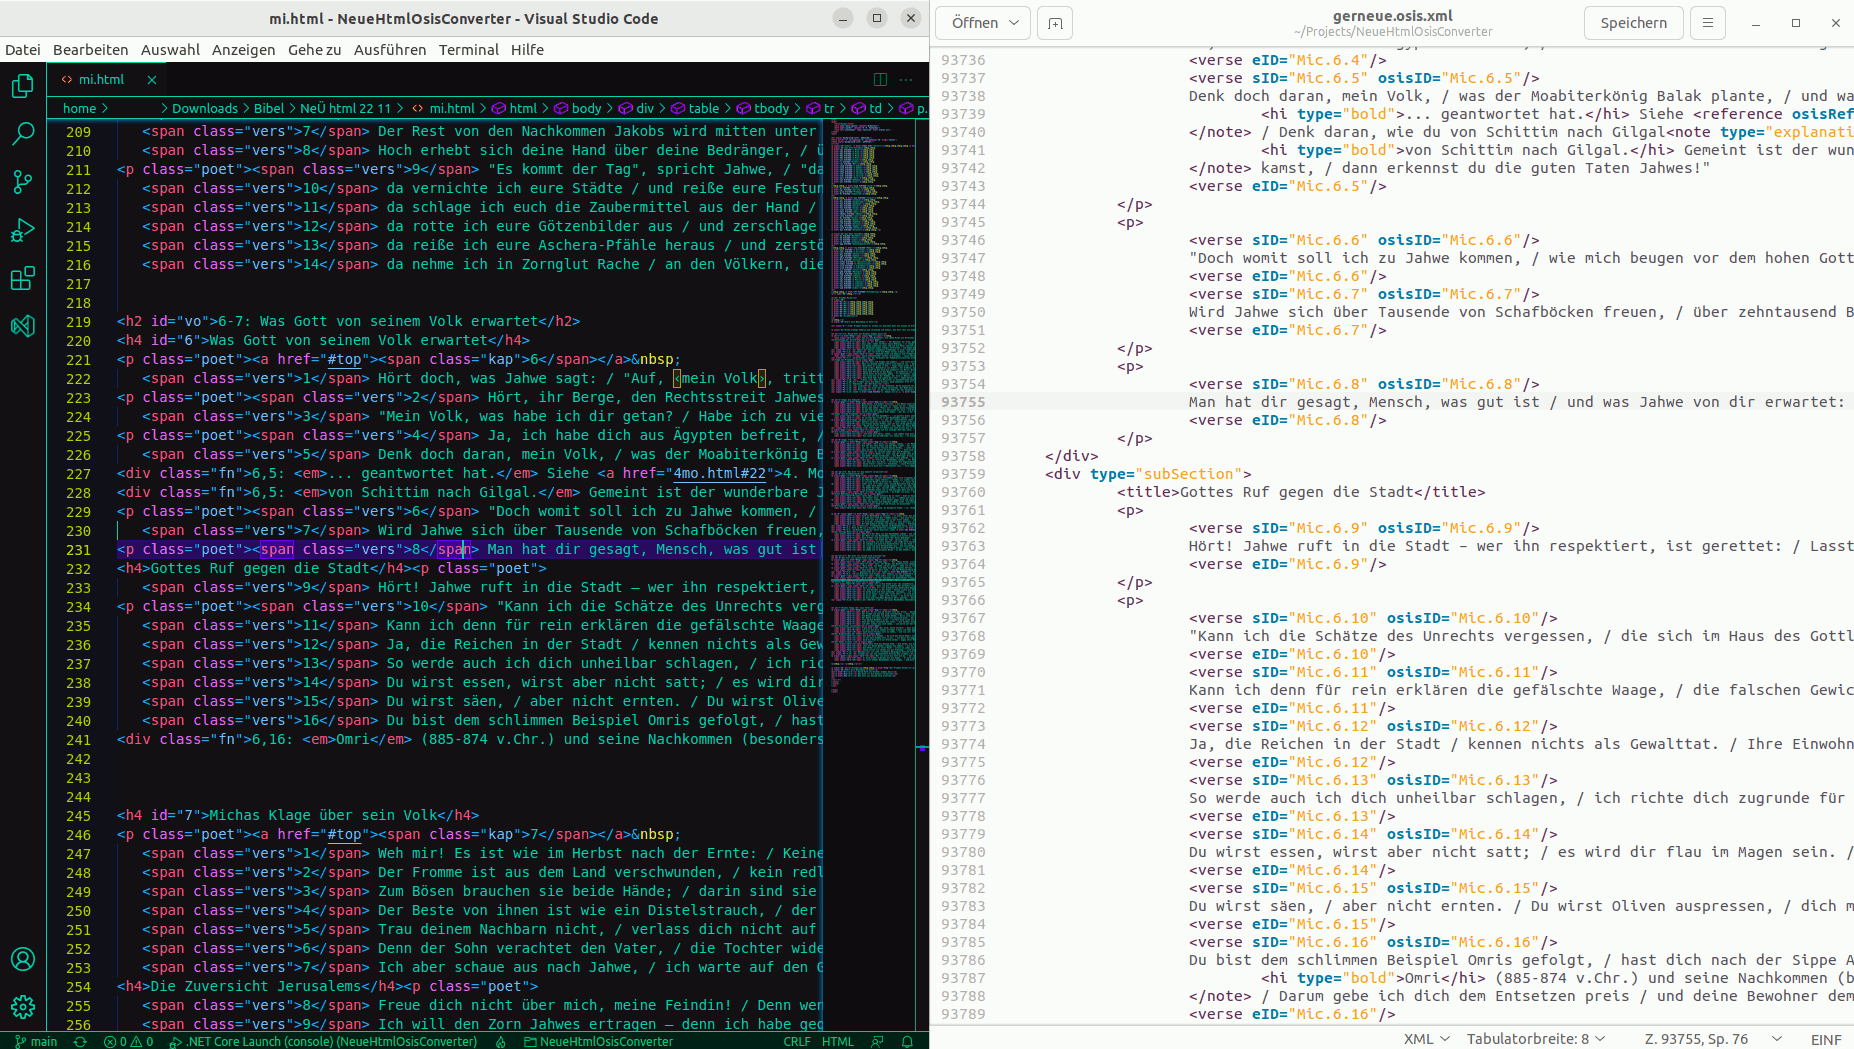 mi.html - NeueHtmlOsisConverter - Visual Studio Code
Datei Bearbeiten Auswahl Anzeigen Gehe zu Ausführen Terminal Hilfe
mi.html
home > > Downloads > Bibel > NeÜ html 22 11 > mi.html > html > body > div > table > tbody > tr > td > p.
209 <span class="vers">7</span> Der Rest von den Nachkommen Jakobs wird mitten unter
210 <span class="vers">8</span> Hoch erhebt sich deine Hand über deine Bedränger, /
211 <p class="poet"><span class="vers">9</span> "Es kommt der Tag", spricht Jahwe, / "da
212 <span class="vers">10</span> da vernichte ich eure Städte / und reiße eure Festun
213 <span class="vers">11</span> da schlage ich euch die Zaubermittel aus der Hand /
214 <span class="vers">12</span> da rotte ich eure Götzenbilder aus / und zerschlage
215 <span class="vers">13</span> da reiße ich eure Aschera-Pfähle heraus / und zerstö
216 <span class="vers">14</span> da nehme ich in Zornglut Rache / an den Völkern, die
217
218
219 <h2 id="vo">6-7: Was Gott von seinem Volk erwartet</h2>
220 <h4 id="6">Was Gott von seinem Volk erwartet</h4>
221 <p class="poet"><a href="#top"><span class="kap">6</span></a>&nbsp;
222 <span class="vers">1</span> Hört doch, was Jahwe sagt: / "Auf, ‹mein Volk›, tritt
223 <p class="poet"><span class="vers">2</span> Hört, ihr Berge, den Rechtsstreit Jahwes
224 <span class="vers">3</span> "Mein Volk, was habe ich dir getan? / Habe ich zu vie
225 <p class="poet"><span class="vers">4</span> Ja, ich habe dich aus Ägypten befreit, /
226 <span class="vers">5</span> Denk doch daran, mein Volk, / was der Moabiterkönig B
227 <div class="fn">6,5: <em>... geantwortet hat.</em> Siehe <a href="4mo.html#22">4. Mo
228 <div class="fn">6,5: <em>von Schittim nach Gilgal.</em> Gemeint ist der wunderbare J
229 <p class="poet"><span class="vers">6</span> "Doch womit soll ich zu Jahwe kommen, /
230 <span class="vers">7</span> Wird Jahwe sich über Tausende von Schafböcken freuen,
231 <p class="poet"><span class="vers">8</span> Man hat dir gesagt, Mensch, was gut ist
232 <h4>Gottes Ruf gegen die Stadt</h4><p class="poet">
233 <span class="vers">9</span> Hört! Jahwe ruft in die Stadt – wer ihn respektiert,
234 <p class="poet"><span class="vers">10</span> "Kann ich die Schätze des Unrechts verg
235 <span class="vers">11</span> Kann ich denn für rein erklären die gefälschte Waage
236 <span class="vers">12</span> Ja, die Reichen in der Stadt / kennen nichts als Gew
237 <span class="vers">13</span> So werde auch ich dich unheilbar schlagen, / ich ric
238 <span class="vers">14</span> Du wirst essen, wirst aber nicht satt; / es wird dir
239 <span class="vers">15</span> Du wirst säen, / aber nicht ernten. / Du wirst Olive
240 <span class="vers">16</span> Du bist dem schlimmen Beispiel Omris gefolgt, / hast
241 <div class="fn">6,16: <em>Omri</em> (885-874 v.Chr.) und seine Nachkommen (besonders
242
243
244
245 <h4 id="7">Michas Klage über sein Volk</h4>
246 <p class="poet"><a href="#top"><span class="kap">7</span></a>&nbsp;
247 <span class="vers">1</span> Weh mir! Es ist wie im Herbst nach der Ernte: / Keine
248 <span class="vers">2</span> Der Fromme ist aus dem Land verschwunden, / kein redl
249 <span class="vers">3</span> Zum Bösen brauchen sie beide Hände; / darin sind sie
250 <span class="vers">4</span> Der Beste von ihnen ist wie ein Distelstrauch, / der
251 <span class="vers">5</span> Trau deinem Nachbarn nicht, / verlass dich nicht auf
252 <span class="vers">6</span> Denn der Sohn verachtet den Vater, / die Tochter wide
253 <span class="vers">7</span> Ich aber schaue aus nach Jahwe, / ich warte auf den G
254 <h4>Die Zuversicht Jerusalems</h4><p class="poet">
255 <span class="vers">8</span> Freue dich nicht über mich, meine Feindin! / Denn wen
256 <span class="vers">9</span> Ich will den Zorn Jahwes ertragen – denn ich habe geg
main 0 0 .NET Core Launch (console) (NeueHtmlOsisConverter) NeueHtmlOsisConverter CRLF HTML
Öffnen gerneue.osis.xml Speichern
~/Projects/NeueHtmlOsisConverter
93736 <verse eID="Mic.6.4"/>
93737 <verse sID="Mic.6.5" osisID="Mic.6.5"/>
93738 Denk doch daran, mein Volk, / was der Moabiterkönig Balak plante, / und wa
93739 <hi type="bold">... geantwortet hat.</hi> Siehe <reference osisRef
93740 </note> / Denk daran, wie du von Schittim nach Gilgal<note type="explanati
93741 <hi type="bold">von Schittim nach Gilgal.</hi> Gemeint ist der wun
93742 </note> kamst, / dann erkennst du die guten Taten Jahwes!"
93743 <verse eID="Mic.6.5"/>
93744 </p>
93745 <p>
93746 <verse sID="Mic.6.6" osisID="Mic.6.6"/>
93747 "Doch womit soll ich zu Jahwe kommen, / wie mich beugen vor dem hohen Gott
93748 <verse eID="Mic.6.6"/>
93749 <verse sID="Mic.6.7" osisID="Mic.6.7"/>
93750 Wird Jahwe sich über Tausende von Schafböcken freuen, / über zehntausend B
93751 <verse eID="Mic.6.7"/>
93752 </p>
93753 <p>
93754 <verse sID="Mic.6.8" osisID="Mic.6.8"/>
93755 Man hat dir gesagt, Mensch, was gut ist / und was Jahwe von dir erwartet:
93756 <verse eID="Mic.6.8"/>
93757 </p>
93758 </div>
93759 <div type="subSection">
93760 <title>Gottes Ruf gegen die Stadt</title>
93761 <p>
93762 <verse sID="Mic.6.9" osisID="Mic.6.9"/>
93763 Hört! Jahwe ruft in die Stadt – wer ihn respektiert, ist gerettet: / Lasst
93764 <verse eID="Mic.6.9"/>
93765 </p>
93766 <p>
93767 <verse sID="Mic.6.10" osisID="Mic.6.10"/>
93768 "Kann ich die Schätze des Unrechts vergessen, / die sich im Haus des Gottl
93769 <verse eID="Mic.6.10"/>
93770 <verse sID="Mic.6.11" osisID="Mic.6.11"/>
93771 Kann ich denn für rein erklären die gefälschte Waage, / die falschen Gewic
93772 <verse eID="Mic.6.11"/>
93773 <verse sID="Mic.6.12" osisID="Mic.6.12"/>
93774 Ja, die Reichen in der Stadt / kennen nichts als Gewalttat. / Ihre Einwohn
93775 <verse eID="Mic.6.12"/>
93776 <verse sID="Mic.6.13" osisID="Mic.6.13"/>
93777 So werde auch ich dich unheilbar schlagen, / ich richte dich zugrunde für
93778 <verse eID="Mic.6.13"/>
93779 <verse sID="Mic.6.14" osisID="Mic.6.14"/>
93780 Du wirst essen, wirst aber nicht satt; / es wird dir flau im Magen sein. /
93781 <verse eID="Mic.6.14"/>
93782 <verse sID="Mic.6.15" osisID="Mic.6.15"/>
93783 Du wirst säen, / aber nicht ernten. / Du wirst Oliven auspressen, / dich m
93784 <verse eID="Mic.6.15"/>
93785 <verse sID="Mic.6.16" osisID="Mic.6.16"/>
93786 Du bist dem schlimmen Beispiel Omris gefolgt, / hast dich nach der Sippe A
93787 <hi type="bold">Omri</hi> (885-874 v.Chr.) und seine Nachkommen (b
93788 </note> / Darum gebe ich dich dem Entsetzen preis / und deine Bewohner dem
93789 <verse eID="Mic.6.16"/>
XML Tabulatorbreite: 8 Z. 93755, Sp. 76 EINF